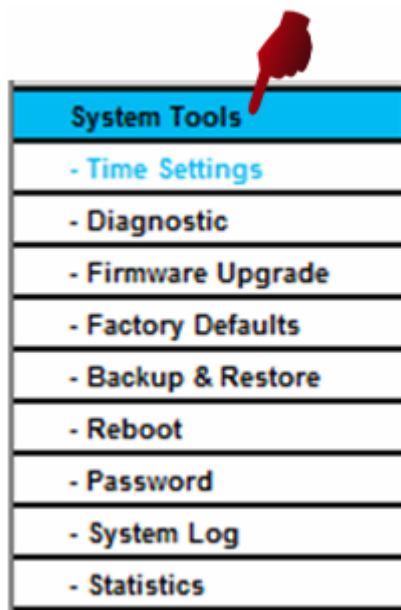 System Tools
- Time Settings
- Diagnostic
- Firmware Upgrade
- Factory Defaults
- Backup & Restore
- Reboot
- Password
- System Log
- Statistics